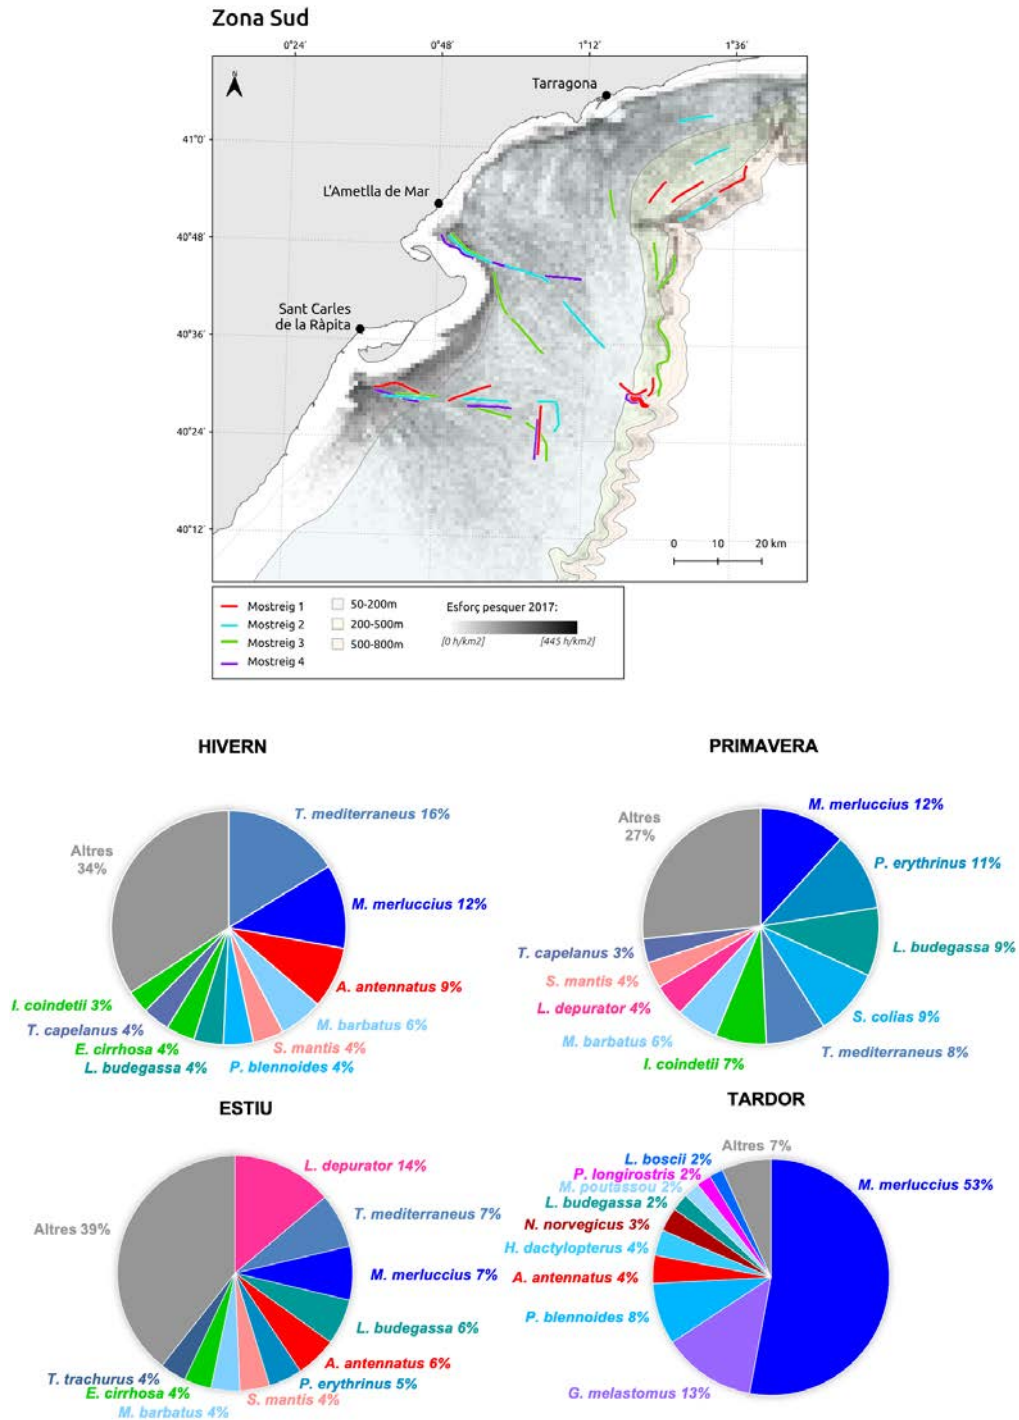 Zona Sud
0°24'
0°48'
1°12'
1°36'
N
Tarragona
41°0'
L'Ametlla de Mar
40°48'
Sant Carles
de la Ràpita
40°36'
40°24'
40°12'
0 10 20 km
Mostreig 1
Mostreig 2
Mostreig 3
Mostreig 4
50-200m
200-500m
500-800m
Esforç pesquer 2017:
[0 h/km2] [445 h/km2]
HIVERN
T. mediterraneus 16%
M. merluccius 12%
A. antennatus 9%
M. barbatus 6%
S. mantis 4%
P. blennoides 4%
L. budegassa 4%
E. cirrhosa 4%
T. capelanus 4%
I. coindetii 3%
Altres
34%
PRIMAVERA
M. merluccius 12%
P. erythrinus 11%
L. budegassa 9%
S. colias 9%
T. mediterraneus 8%
I. coindetii 7%
M. barbatus 6%
L. depurator 4%
S. mantis 4%
T. capelanus 3%
Altres
27%
ESTIU
L. depurator 14%
T. mediterraneus 7%
M. merluccius 7%
L. budegassa 6%
A. antennatus 6%
P. erythrinus 5%
S. mantis 4%
M. barbatus 4%
E. cirrhosa 4%
T. trachurus 4%
Altres 39%
TARDOR
M. merluccius 53%
G. melastomus 13%
P. blennoides 8%
A. antennatus 4%
H. dactylopterus 4%
N. norvegicus 3%
L. budegassa 2%
M. poutassou 2%
P. longirostris 2%
L. boscii 2%
Altres 7%